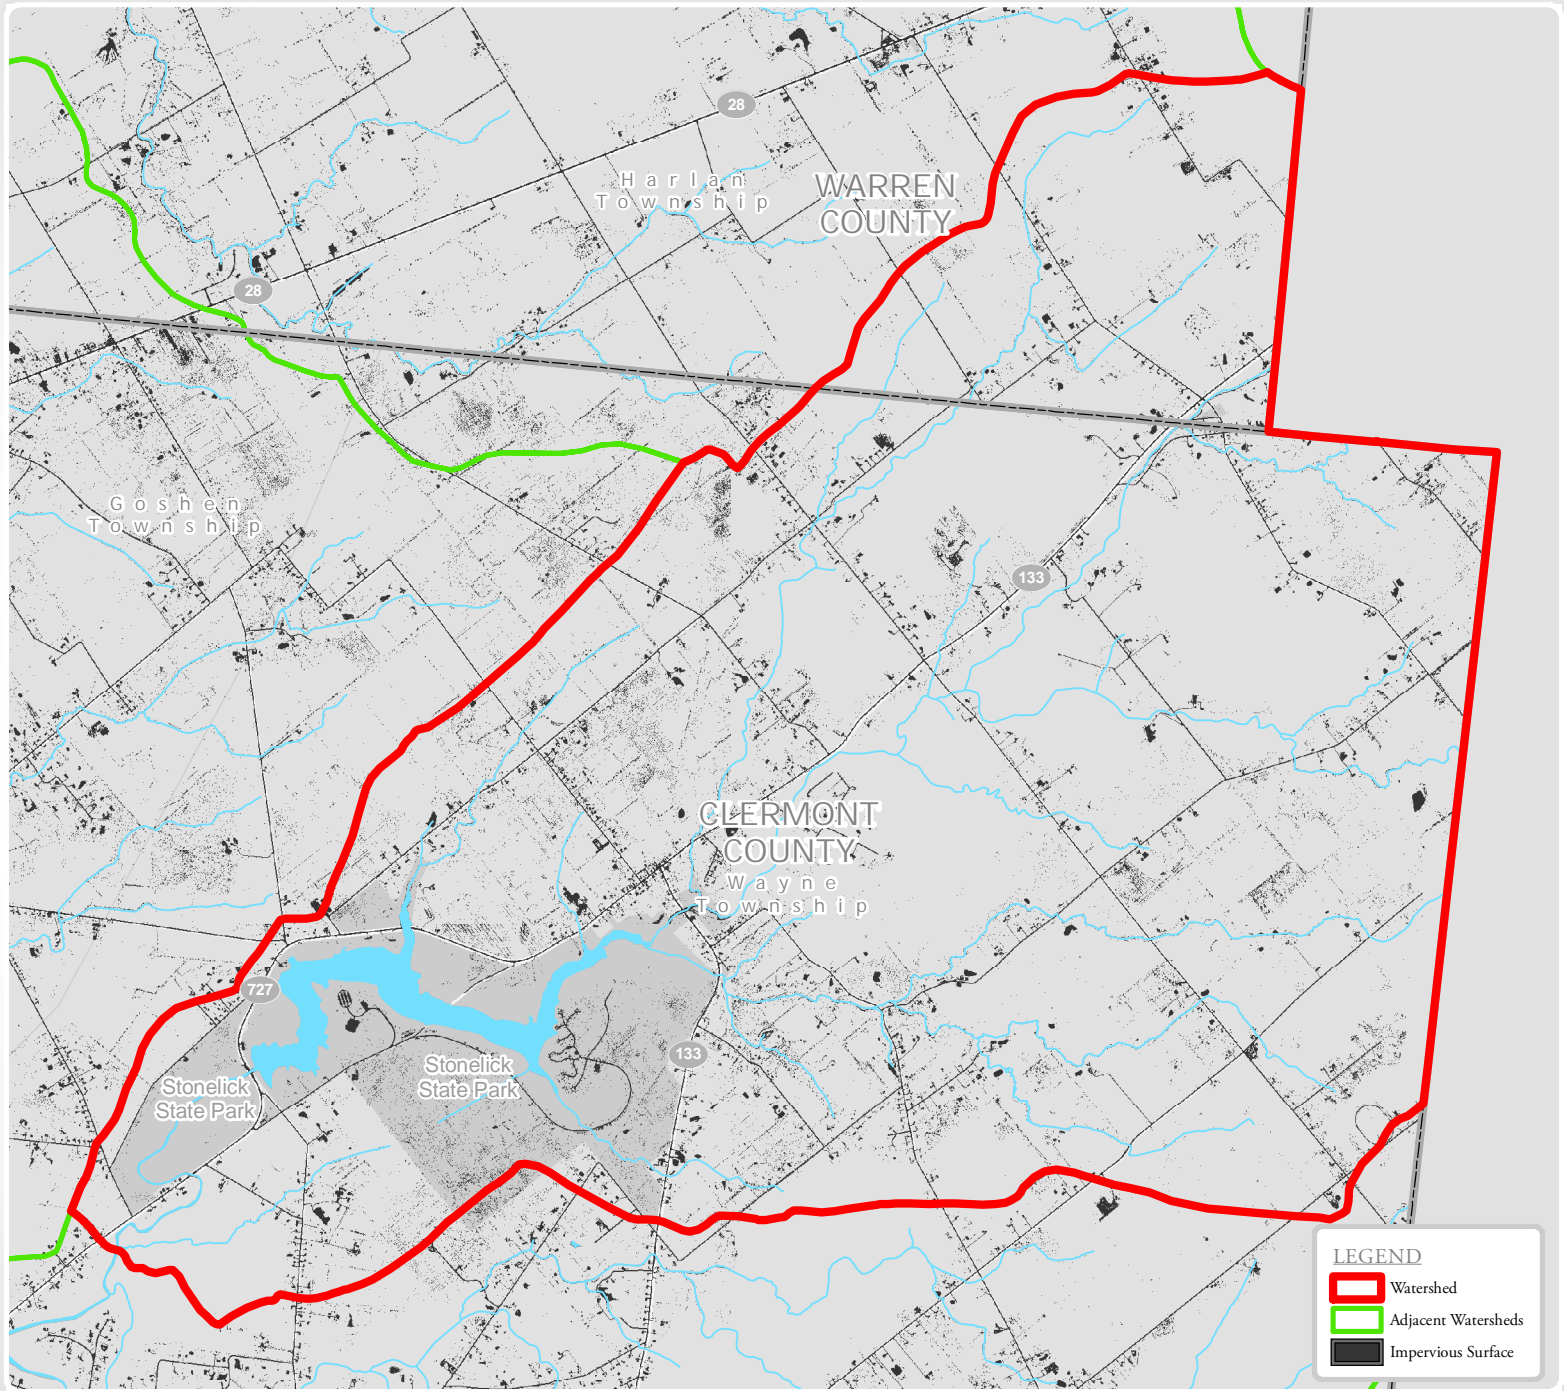 28
Harlan
Township
WARREN
COUNTY
28
Goshen
Township
133
CLERMONT
COUNTY
Wayne
Township
727
133
Stonelick
State Park
Stonelick
State Park
LEGEND
Watershed
Adjacent Watersheds
Impervious Surface